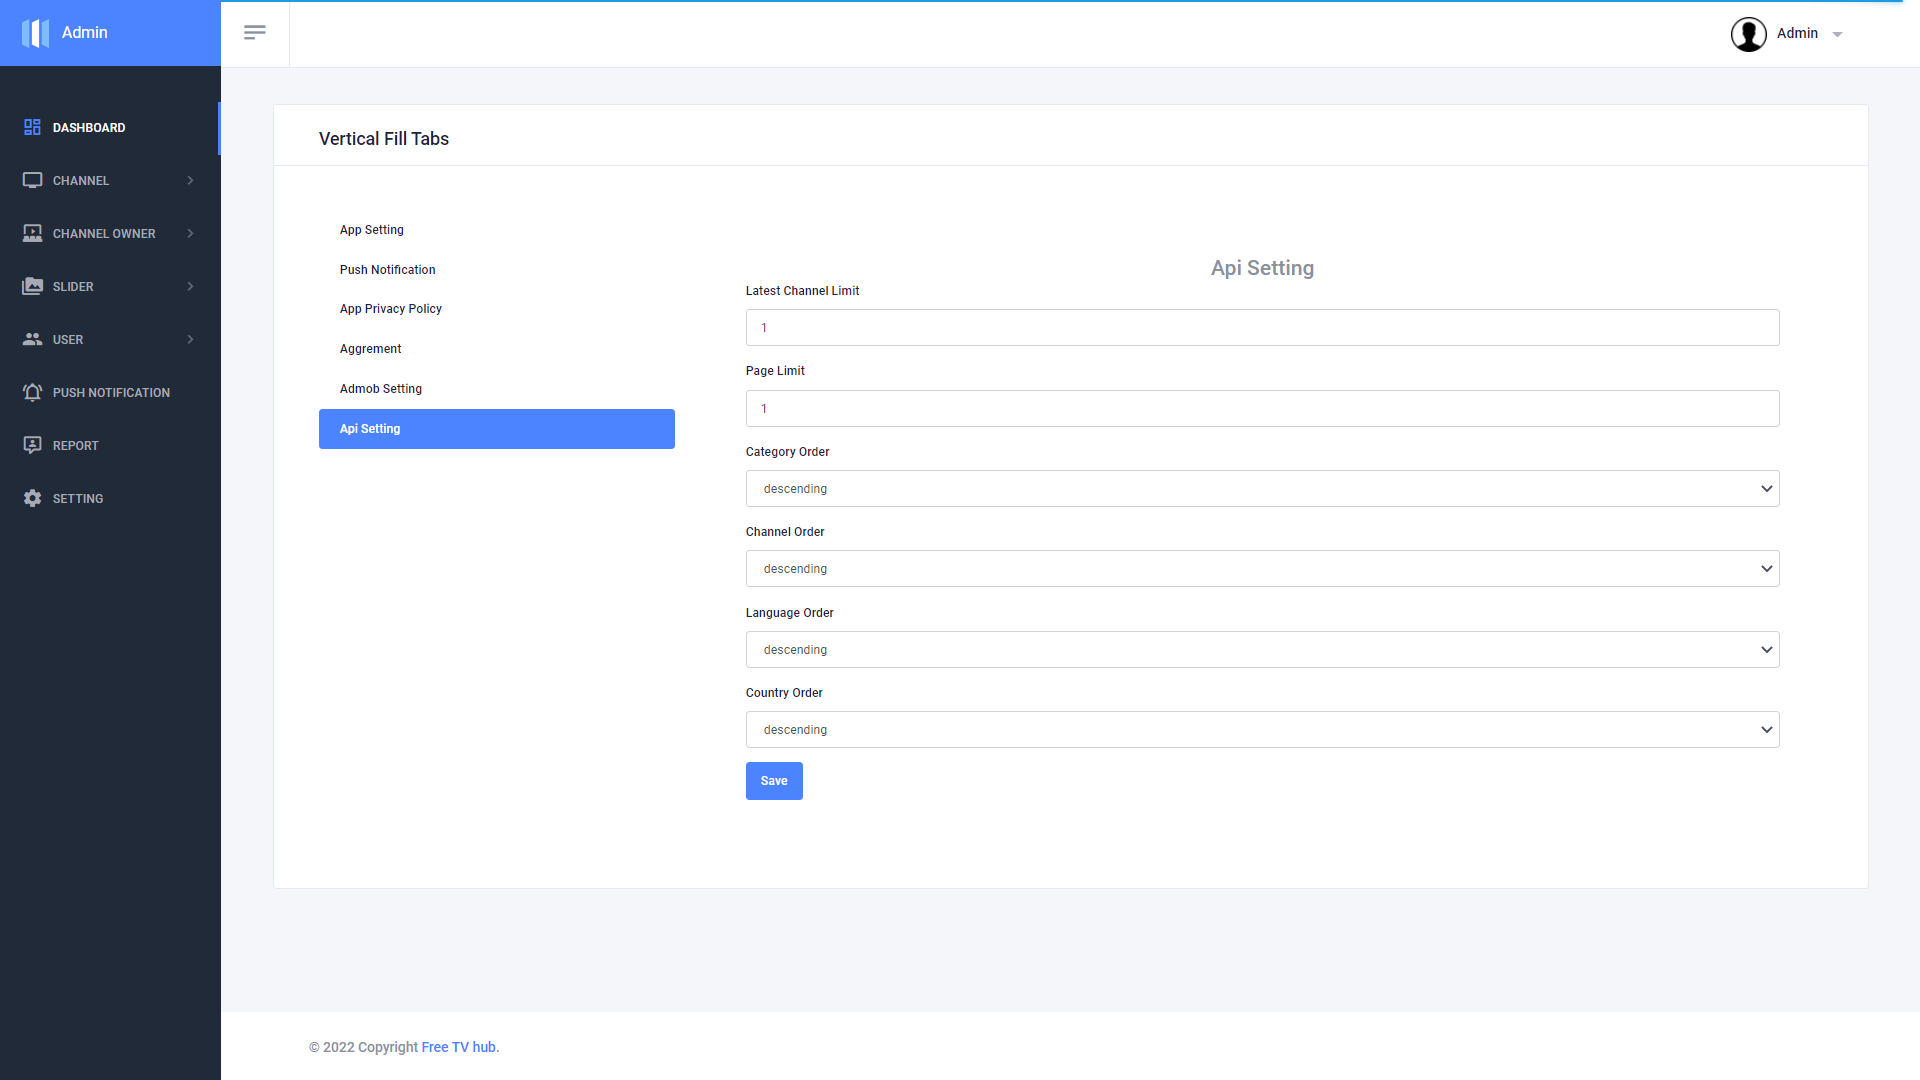 Admin
Admin
DASHBOARD
CHANNEL
CHANNEL OWNER
SLIDER
USER
PUSH NOTIFICATION
REPORT
SETTING
Vertical Fill Tabs
App Setting
Push Notification
App Privacy Policy
Aggrement
Admob Setting
Api Setting
Api Setting
Latest Channel Limit
1
Page Limit
1
Category Order
descending
Channel Order
descending
Language Order
descending
Country Order
descending
Save
© 2022 Copyright Free TV hub.